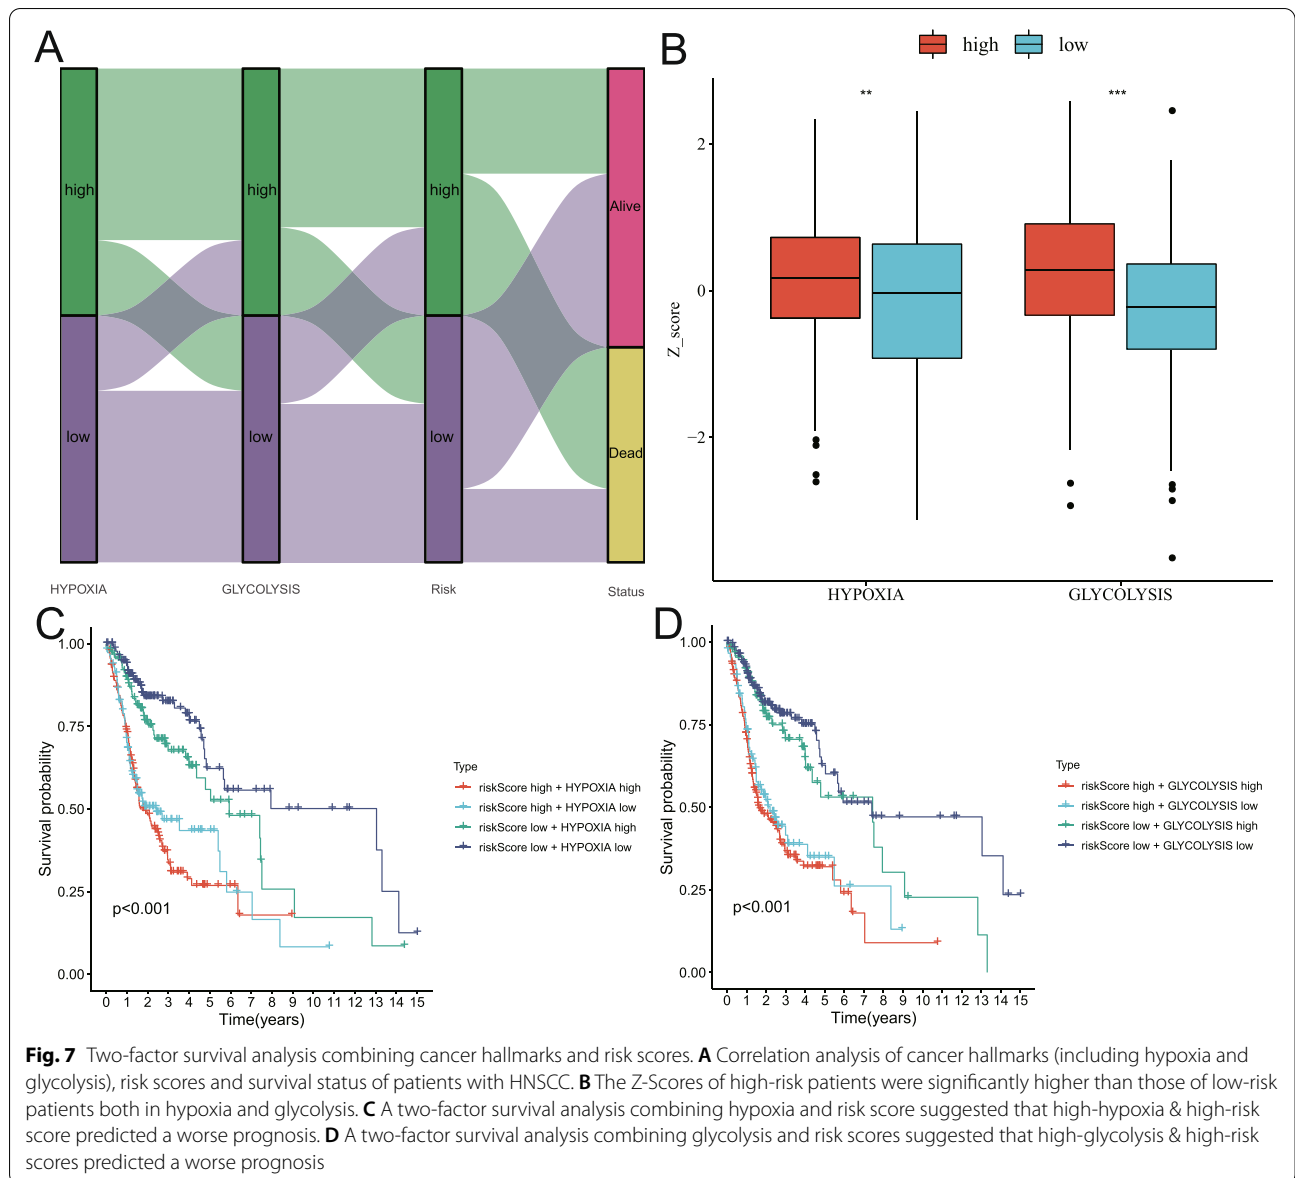 A
high
low
high
low
high
low
Alive
Dead
HYPOXIA GLYCOLYSIS Risk Status
B
high low
** ***
2
0
−2
Z_score
HYPOXIA GLYCOLYSIS
C
1.00
0.75
0.50
0.25
0.00
Survival probability
p<0.001
0 1 2 3 4 5 6 7 8 9 10 11 12 13 14 15
Time(years)
Type
riskScore high + HYPOXIA high
riskScore high + HYPOXIA low
riskScore low + HYPOXIA high
riskScore low + HYPOXIA low
D
1.00
0.75
0.50
0.25
0.00
Survival probability
p<0.001
0 1 2 3 4 5 6 7 8 9 10 11 12 13 14 15
Time(years)
Type
riskScore high + GLYCOLYSIS high
riskScore high + GLYCOLYSIS low
riskScore low + GLYCOLYSIS high
riskScore low + GLYCOLYSIS low
Fig. 7 Two-factor survival analysis combining cancer hallmarks and risk scores. A Correlation analysis of cancer hallmarks (including hypoxia and
glycolysis), risk scores and survival status of patients with HNSCC. B The Z-Scores of high-risk patients were significantly higher than those of low-risk
patients both in hypoxia and glycolysis. C A two-factor survival analysis combining hypoxia and risk score suggested that high-hypoxia & high-risk
score predicted a worse prognosis. D A two-factor survival analysis combining glycolysis and risk scores suggested that high-glycolysis & high-risk
scores predicted a worse prognosis